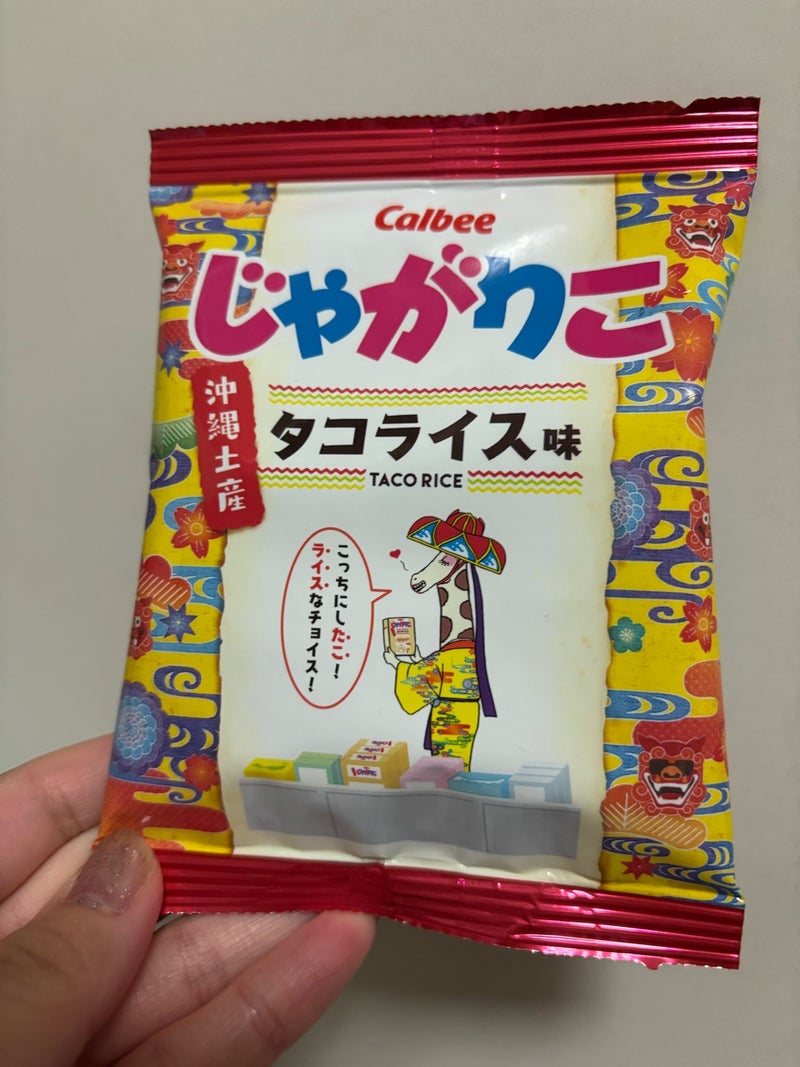 Calbee
じゃがりこ
沖縄土産
タコライス味
TACO RICE
こっちにしたこ!
ライスなチョイス!